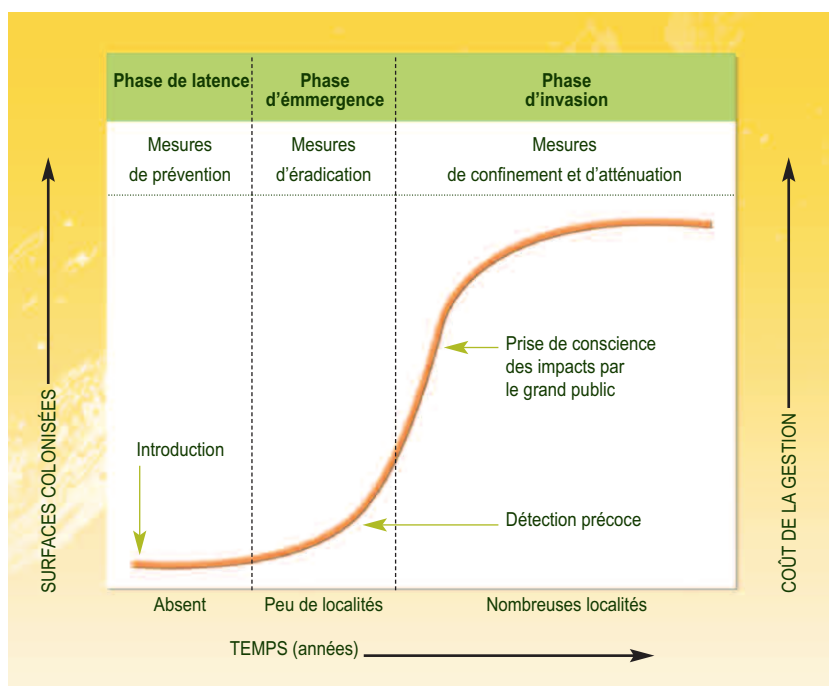 Phase de latence
Phase
d'émmergence
Phase
d'invasion
Mesures
de prévention
Mesures
d'éradication
Mesures
de confinement et d'atténuation
SURFACES COLONISÉES
COÛT DE LA GESTION
Prise de conscience
des impacts par
le grand public
Introduction
Détection précoce
Absent
Peu de localités
Nombreuses localités
TEMPS (années)